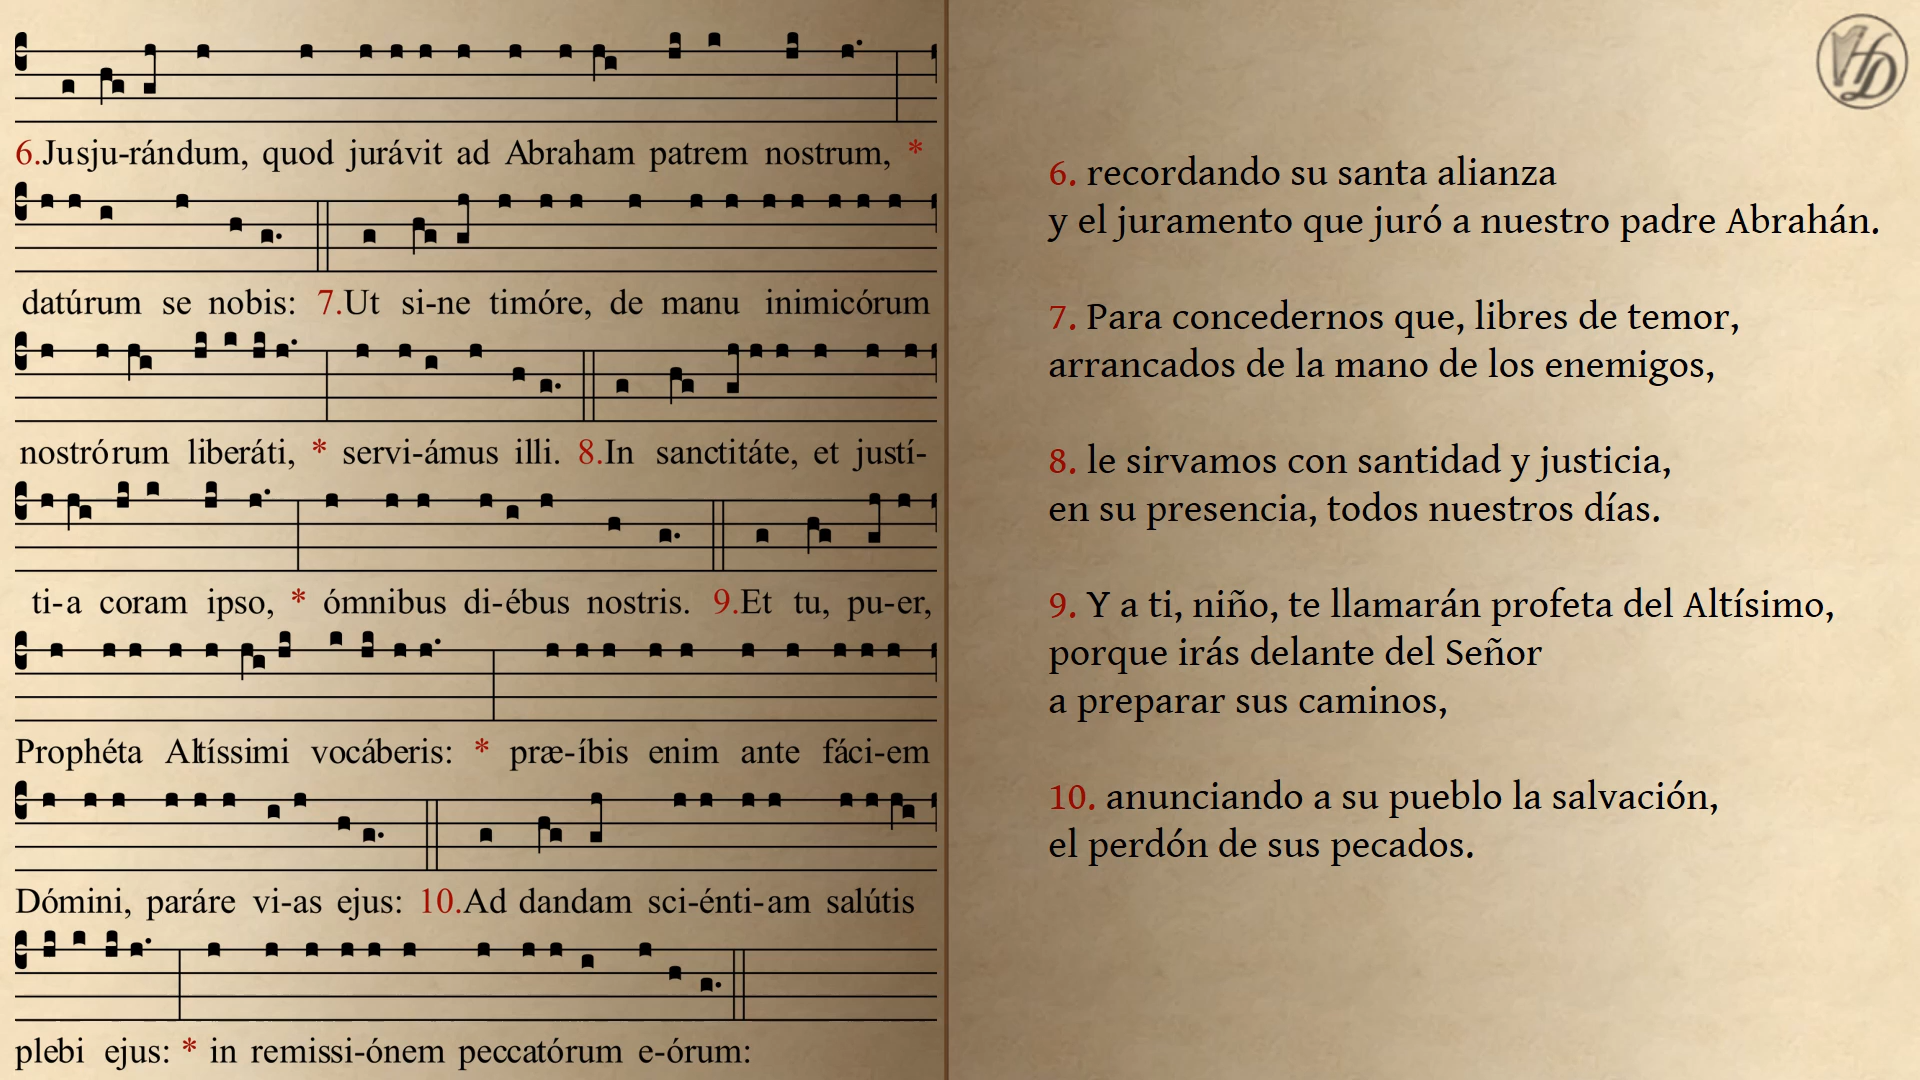 6.Jusju-rándum, quod jurávit ad Abraham patrem nostrum, *
datúrum se nobis: 7.Ut si-ne timóre, de manu inimicórum
nostrórum liberáti, * servi-ámus illi. 8.In sanctitáte, et justí-
ti-a coram ipso, * ómnibus di-ébus nostris. 9.Et tu, pu-er,
Prophéta Altíssimi vocáberis: * præ-íbis enim ante fáci-em
Dómini, paráre vi-as ejus: 10.Ad dandam sci-énti-am salútis
plebi ejus: * in remissi-ónem peccatórum e-órum:
HD
6. recordando su santa alianza
y el juramento que juró a nuestro padre Abrahán.
7. Para concedernos que, libres de temor,
arrancados de la mano de los enemigos,
8. le sirvamos con santidad y justicia,
en su presencia, todos nuestros días.
9. Y a ti, niño, te llamarán profeta del Altísimo,
porque irás delante del Señor
a preparar sus caminos,
10. anunciando a su pueblo la salvación,
el perdón de sus pecados.